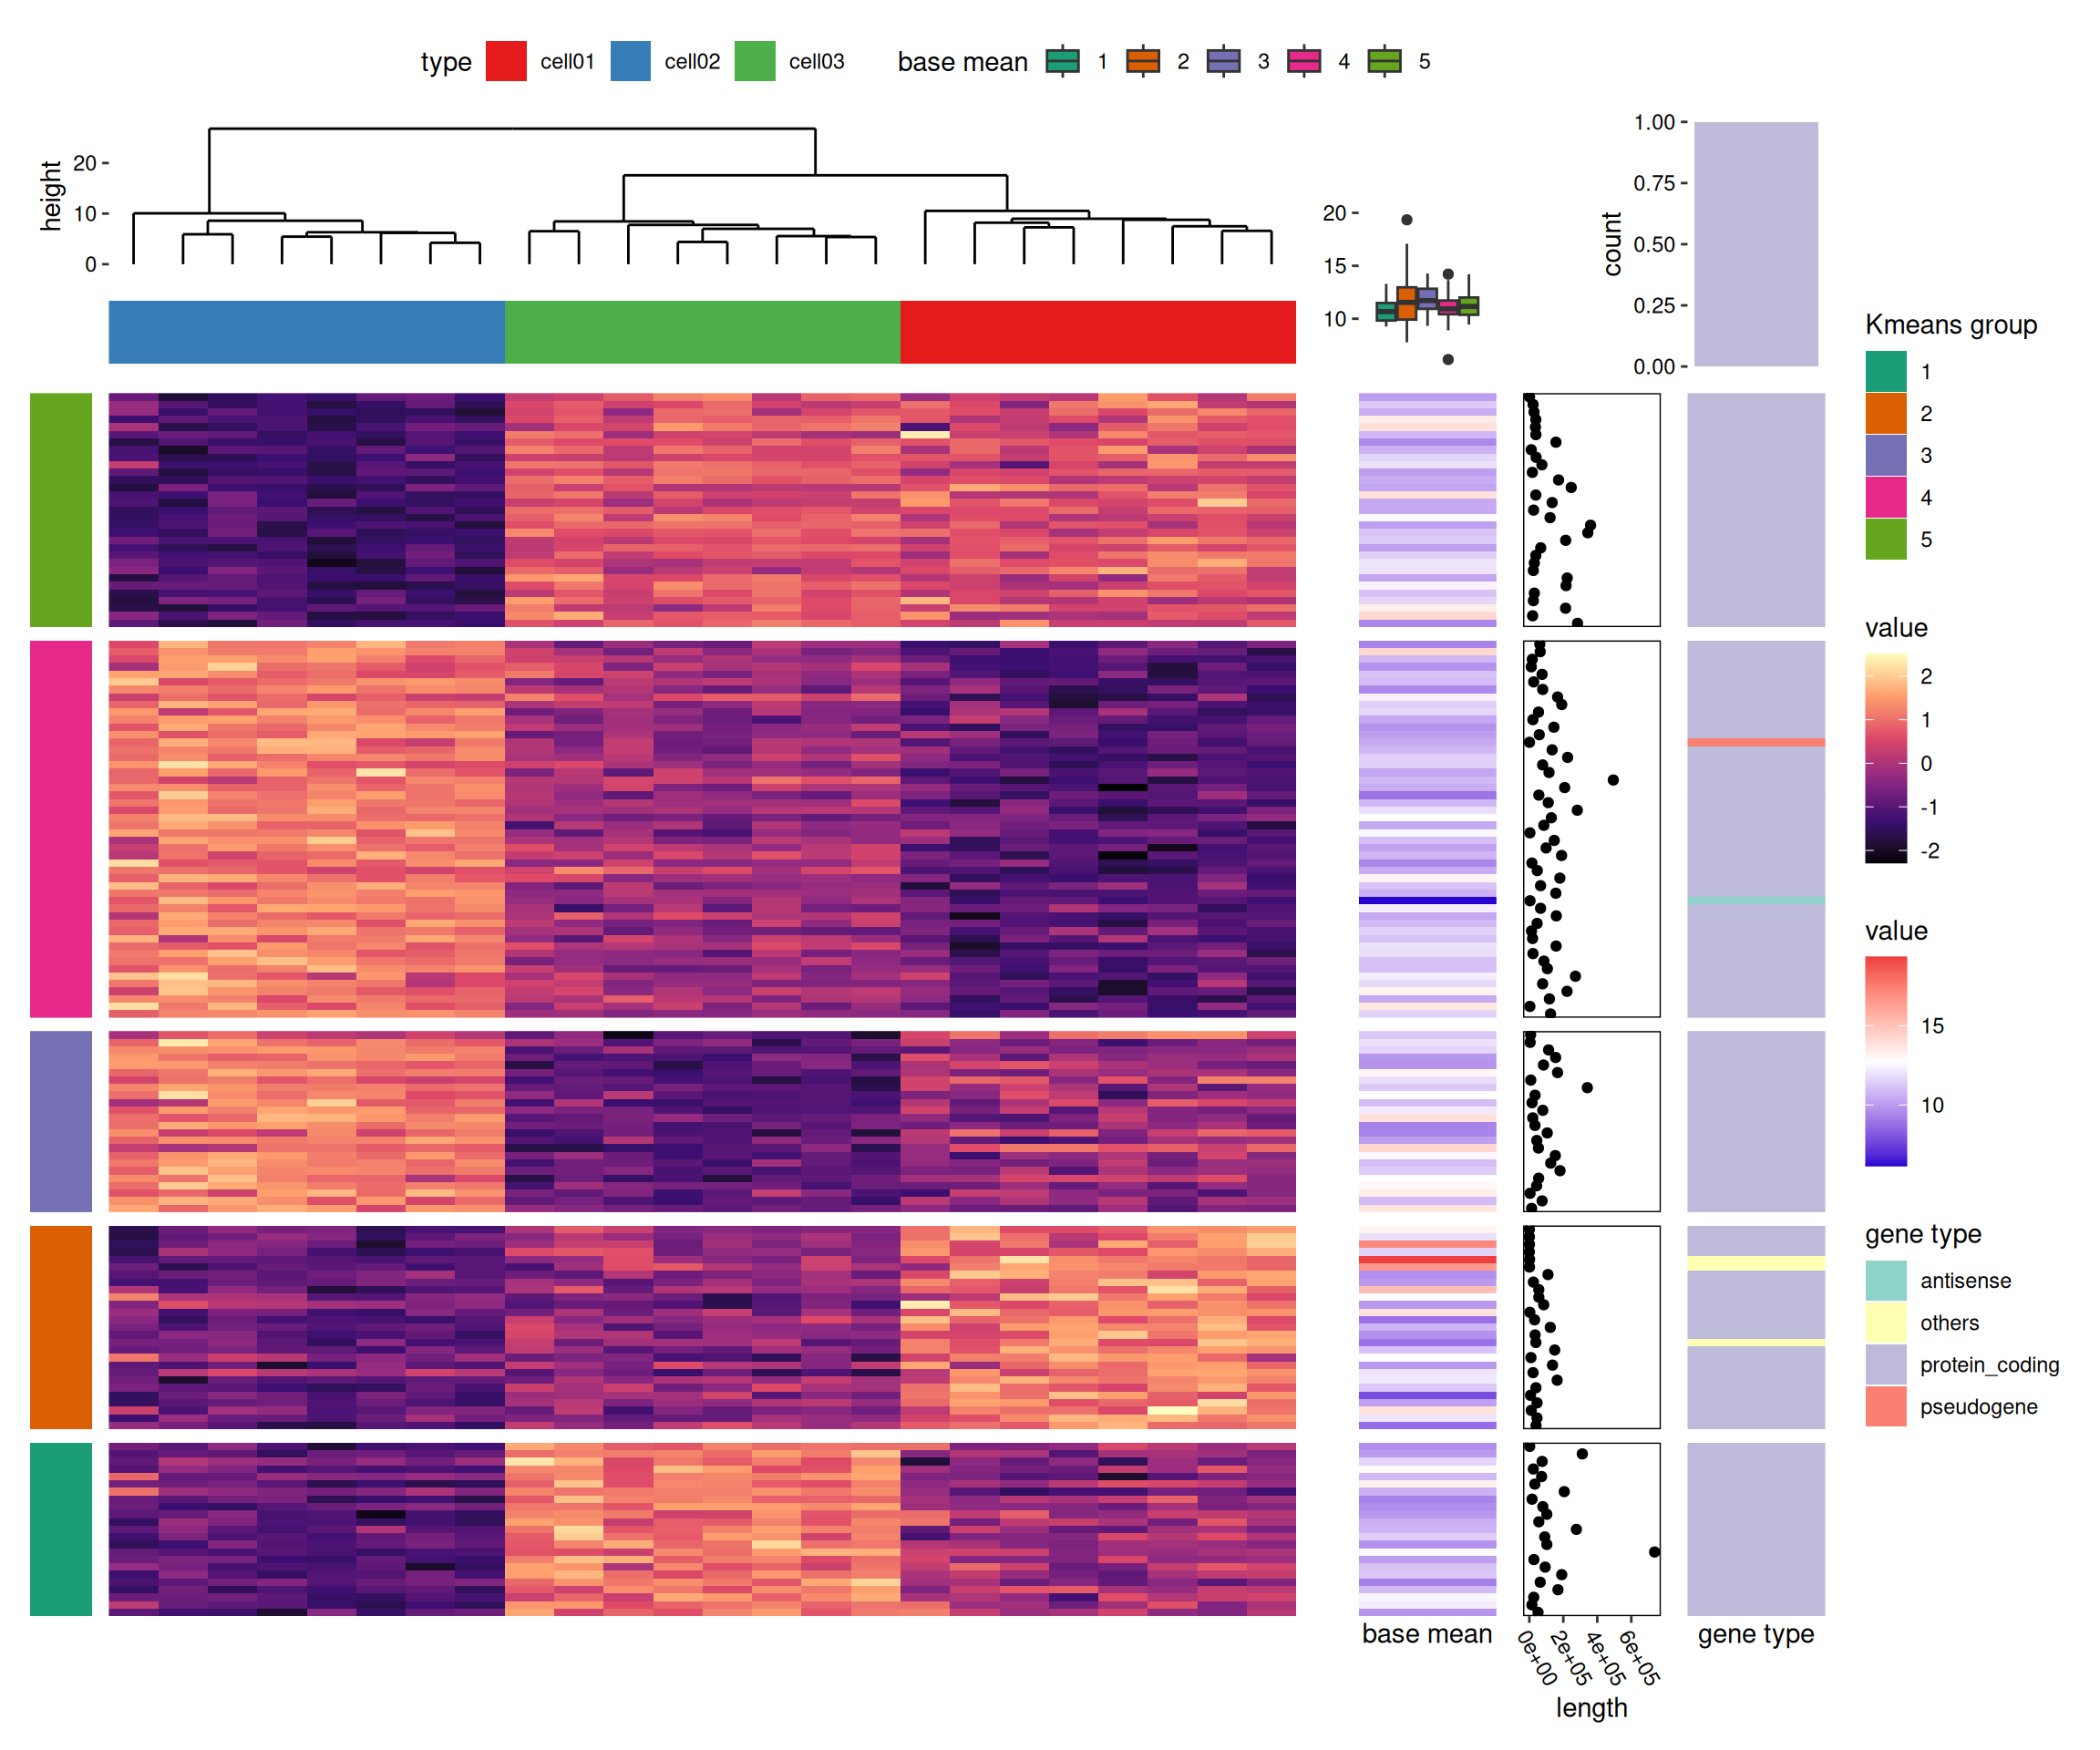 type cell01 cell02 cell03 base mean 1 2 3 4 5
height
20
10
0
20
15
10
count
1.00
0.75
0.50
0.25
0.00
Kmeans group
1
2
3
4
5
value
2
1
0
-1
-2
value
15
10
gene type
antisense
others
protein_coding
pseudogene
base mean
0e+00 2e+05 4e+05 6e+05
length
gene type